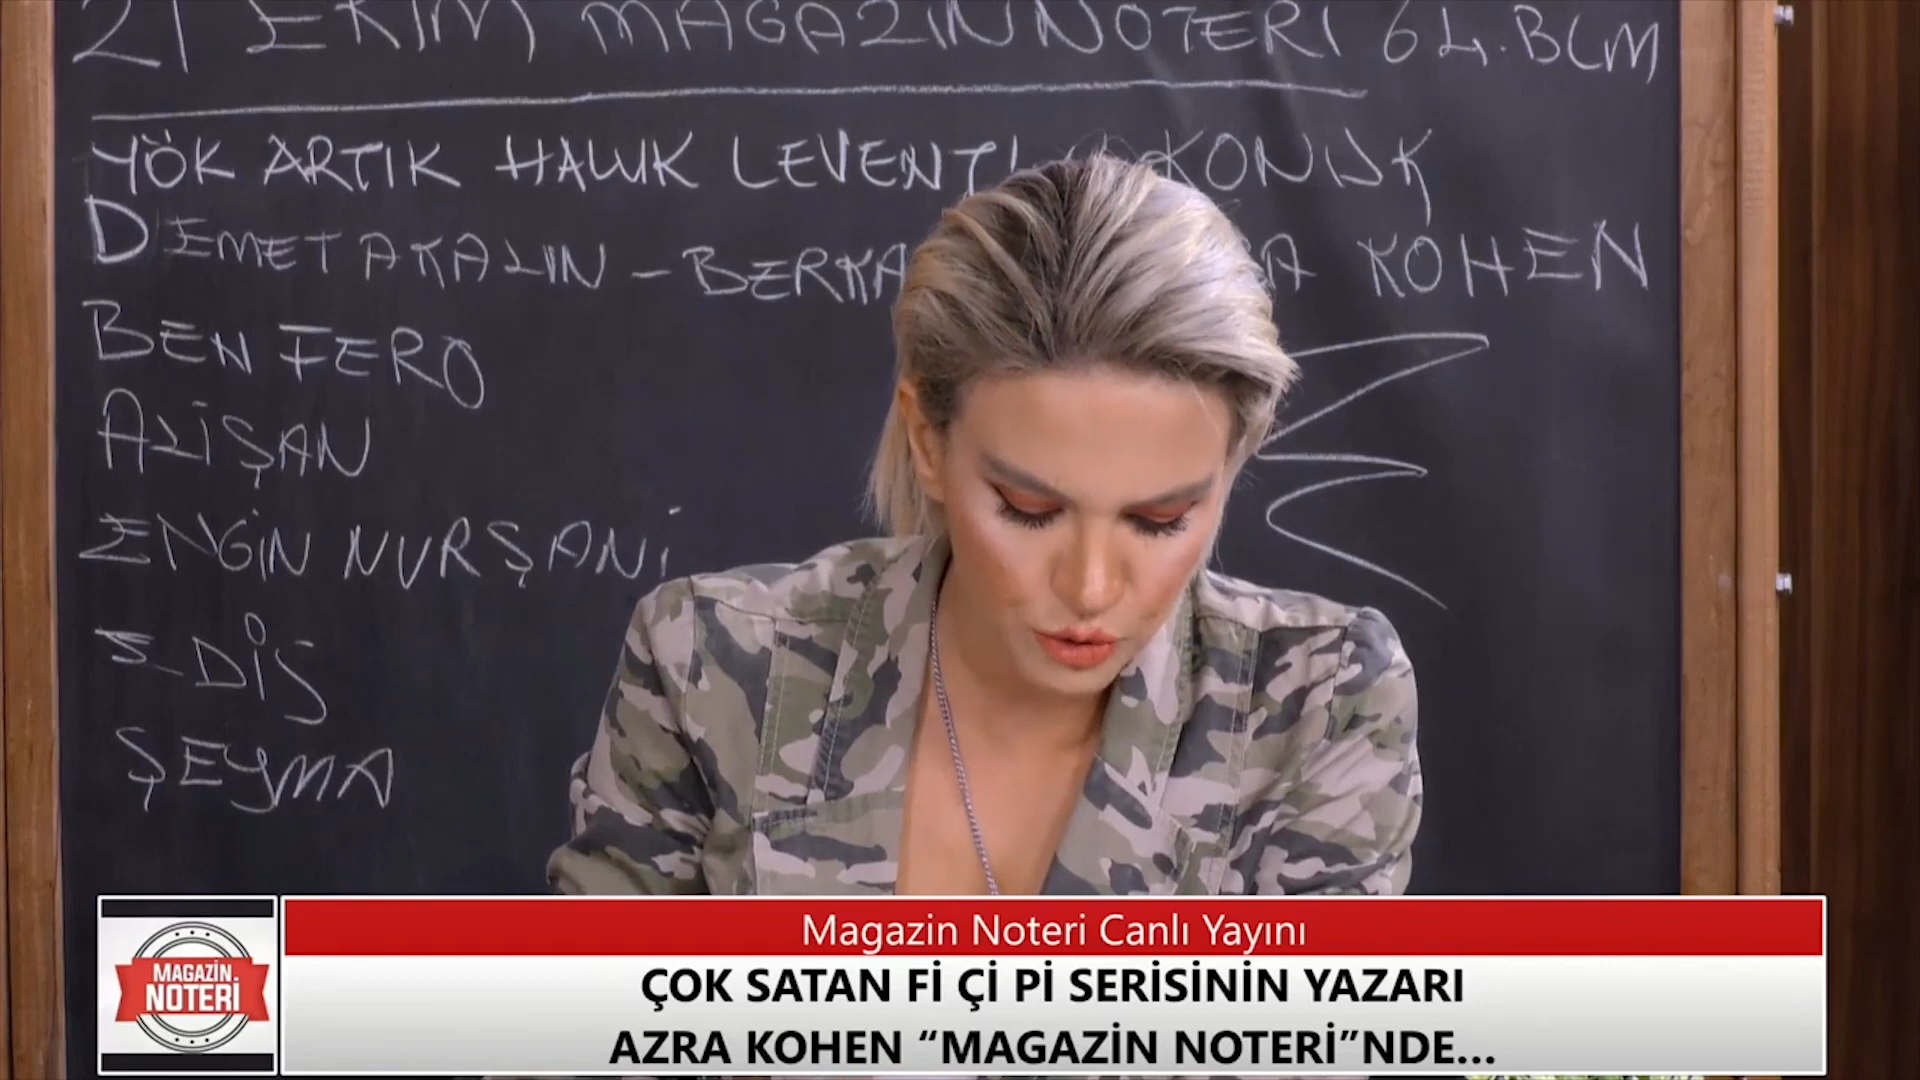 21 EKİM MAGAZİN NOTERİ 64.BLM
YÖK ARTIK HALUK LEVENT KONUK
DEMET AKALIN - BERKA KOHEN
BEN FERO
ALİŞAN
ENGİN NURŞANİ
EDİS
ŞEYMA
Magazin Noteri Canlı Yayını
MAGAZİN
NOTERİ
ÇOK SATAN Fİ Çİ Pİ SERİSİNİN YAZARI
AZRA KOHEN “MAGAZİN NOTERİ”NDE...